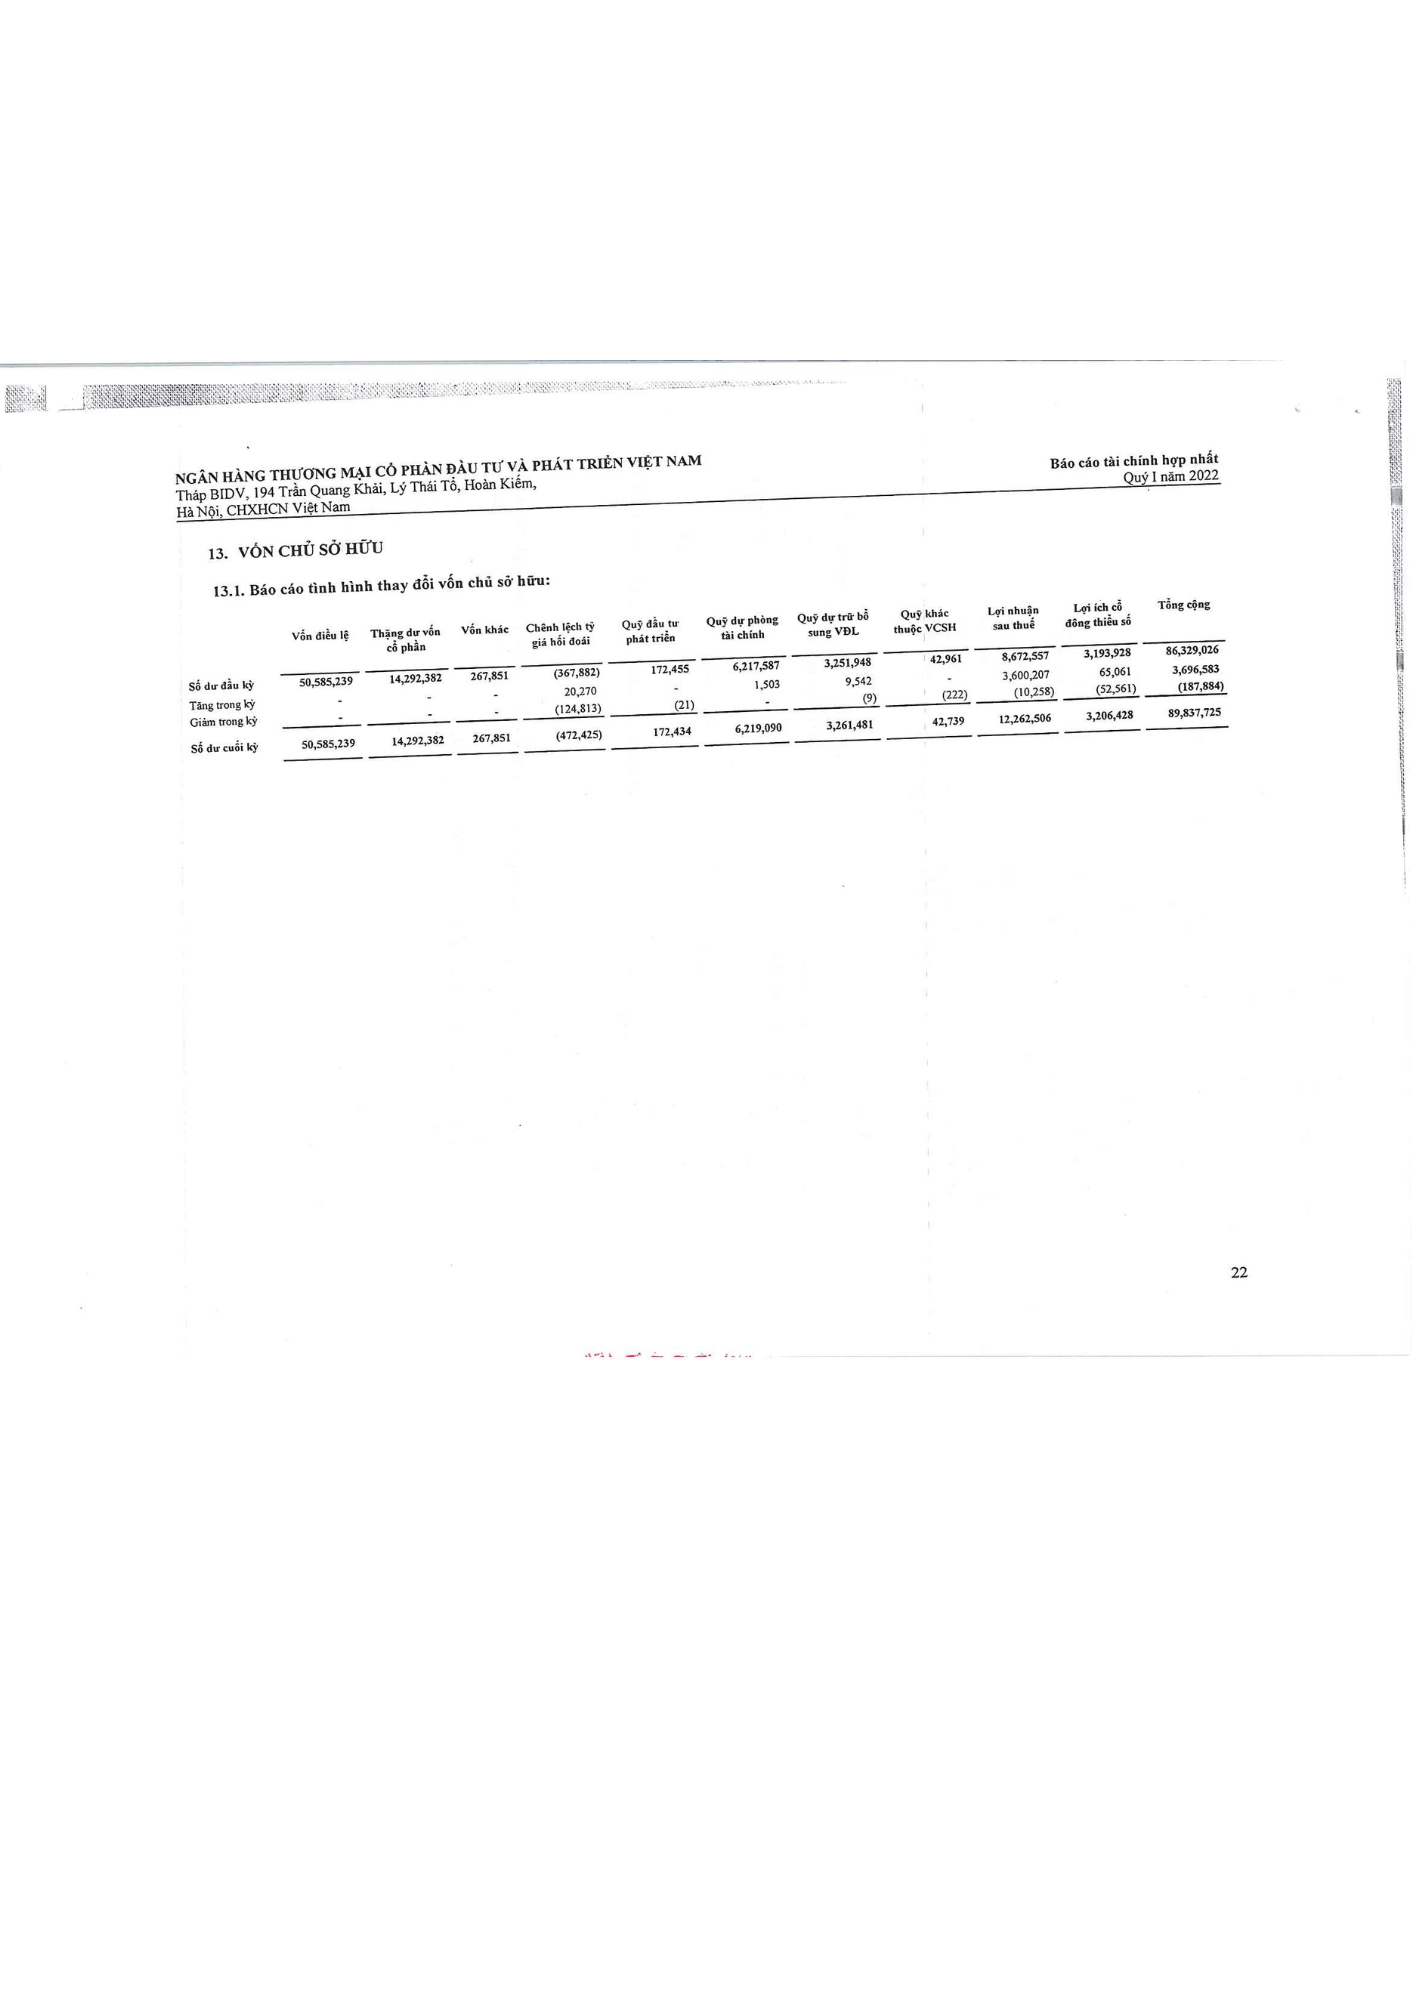 NGÂN HÀNG THƯƠNG MẠI CỔ PHẦN ĐẦU TƯ VÀ PHÁT TRIỂN VIỆT NAM
Tháp BIDV, 194 Trần Quang Khải, Lý Thái Tổ, Hoàn Kiếm,
Hà Nội, CHXHCN Việt Nam
Báo cáo tài chính hợp nhất
Quý I năm 2022
13. VỐN CHỦ SỞ HỮU
13.1. Báo cáo tình hình thay đổi vốn chủ sở hữu:
Vốn điều lệ Thặng dư vốn Vốn khác Chênh lệch tỷ Quỹ đầu tư Quỹ dự phòng Quỹ dự trữ bổ Quỹ khác Lợi nhuận Lợi ích cổ Tổng cộng
cổ phần giá hối đoái phát triển tài chính sung VĐL thuộc VCSH sau thuế đông thiểu số
Số dư đầu kỳ 50,585,239 14,292,382 267,851 (367,882) 172,455 6,217,587 3,251,948 42,961 8,672,557 3,193,928 86,329,026
Tăng trong kỳ - - - 20,270 - 1,503 9,542 - 3,600,207 65,061 3,696,583
Giảm trong kỳ - - - (124,813) (21) - (9) (222) (10,258) (52,561) (187,884)
Số dư cuối kỳ 50,585,239 14,292,382 267,851 (472,425) 172,434 6,219,090 3,261,481 42,739 12,262,506 3,206,428 89,837,725
22